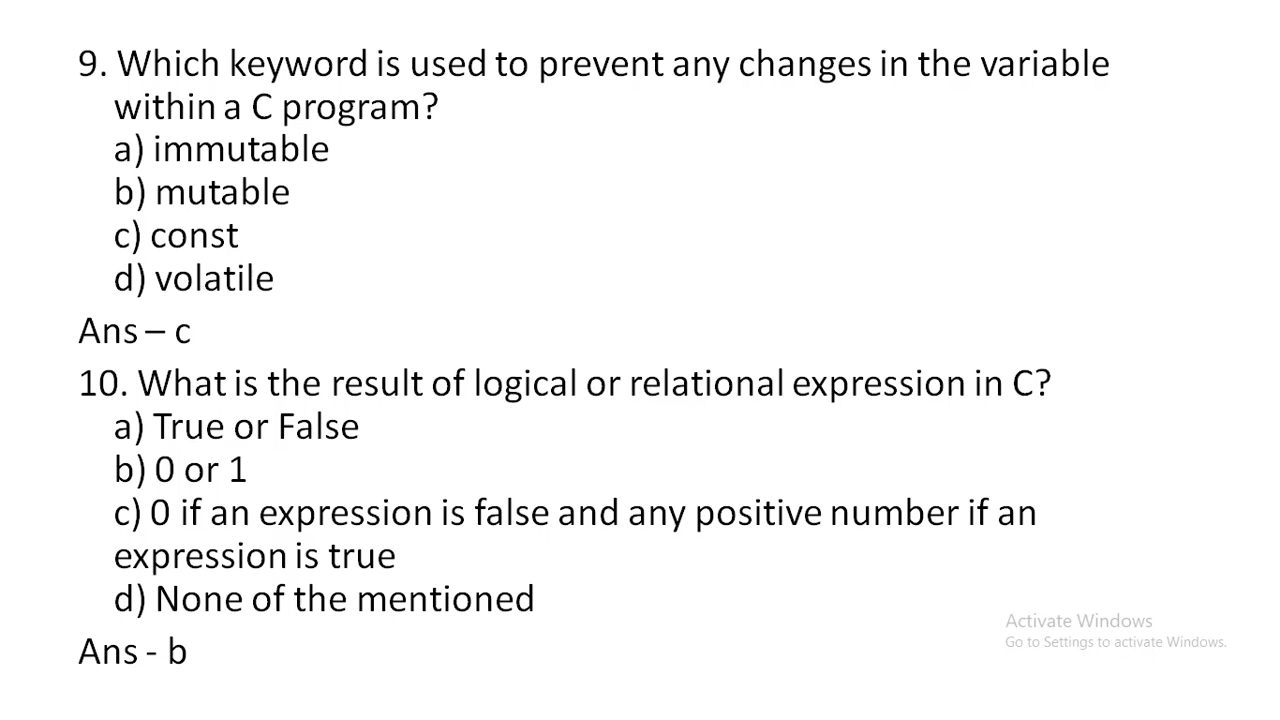 9. Which keyword is used to prevent any changes in the variable
within a C program?
a) immutable
b) mutable
c) const
d) volatile
Ans – c
10. What is the result of logical or relational expression in C?
a) True or False
b) 0 or 1
c) 0 if an expression is false and any positive number if an
expression is true
d) None of the mentioned
Ans - b
Activate Windows
Go to Settings to activate Windows.